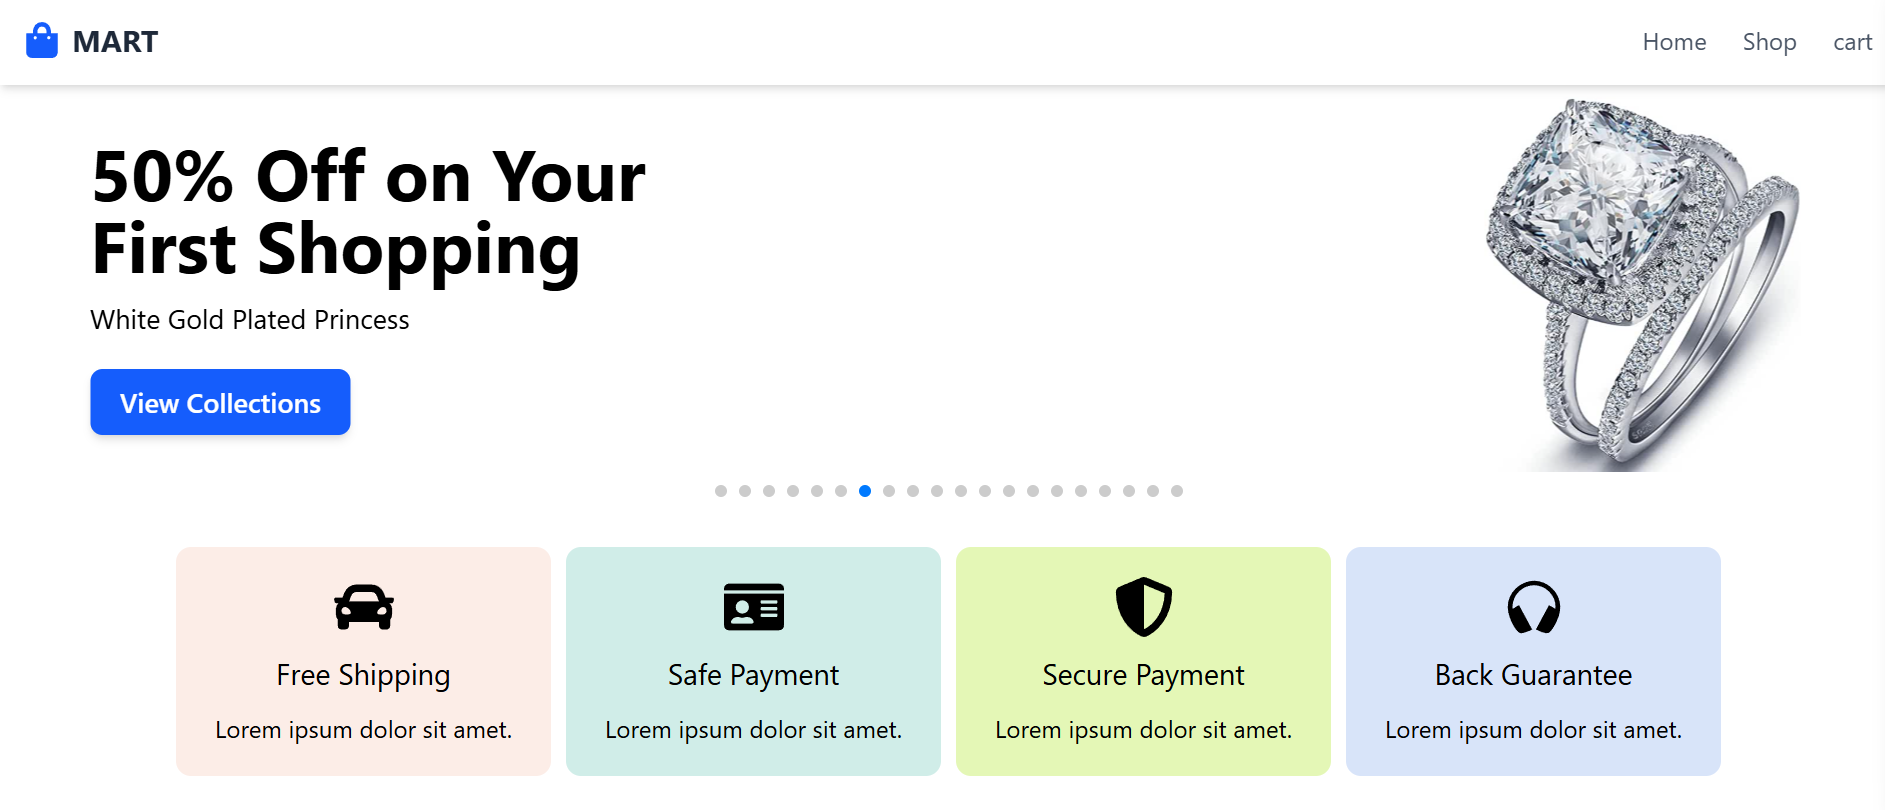 MART
Home Shop cart
50% Off on Your
First Shopping
White Gold Plated Princess
View Collections
Free Shipping
Lorem ipsum dolor sit amet.
Safe Payment
Lorem ipsum dolor sit amet.
Secure Payment
Lorem ipsum dolor sit amet.
Back Guarantee
Lorem ipsum dolor sit amet.